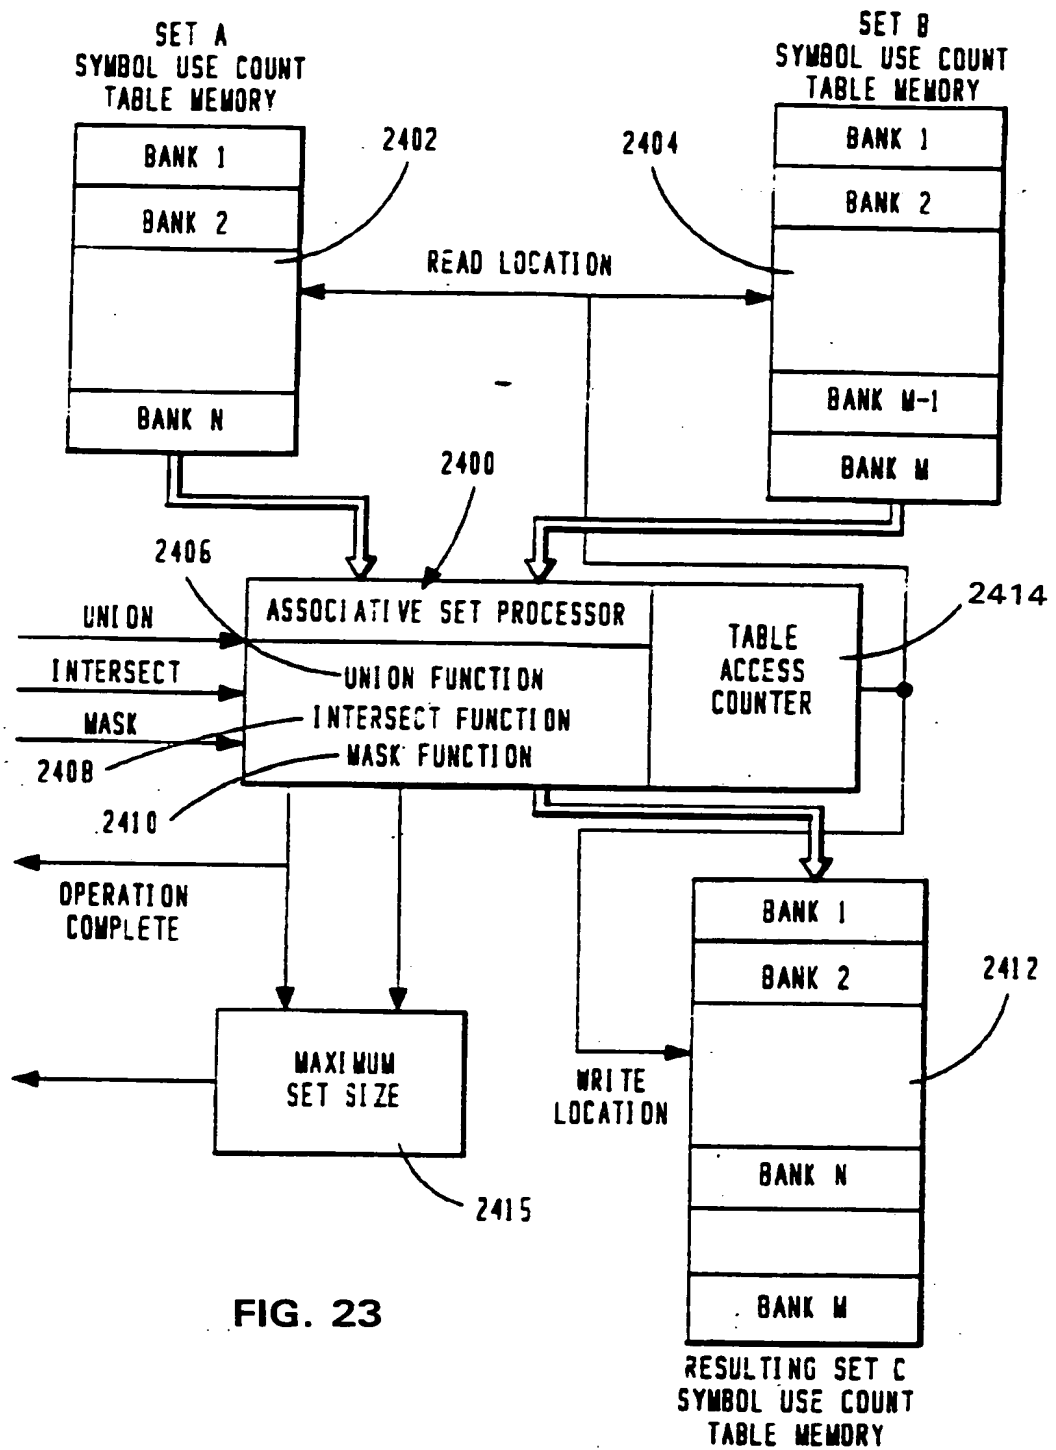 SET A
SYMBOL USE COUNT
TABLE MEMORY
SET B
SYMBOL USE COUNT
TABLE MEMORY
BANK 1
BANK 2
BANK N
2402
2404
BANK 1
BANK 2
BANK M-1
BANK M
READ LOCATION
2400
2406
ASSOCIATIVE SET PROCESSOR
UNION
INTERSECT
MASK
UNION FUNCTION
INTERSECT FUNCTION
MASK FUNCTION
TABLE
ACCESS
COUNTER
2414
2408
2410
OPERATION
COMPLETE
MAXIMUM
SET SIZE
2415
WRITE
LOCATION
BANK 1
BANK 2
2412
BANK N
BANK M
FIG. 23
RESULTING SET C
SYMBOL USE COUNT
TABLE MEMORY